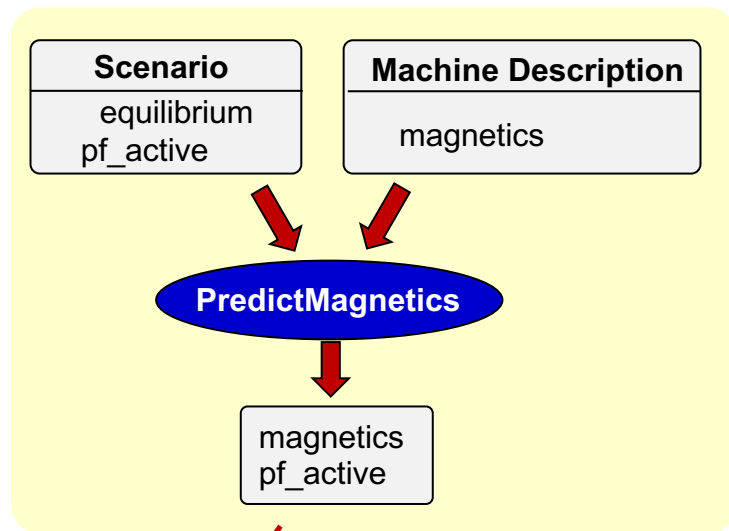 Scenario
equilibrium
pf_active
Machine Description
magnetics
PredictMagnetics
magnetics
pf_active